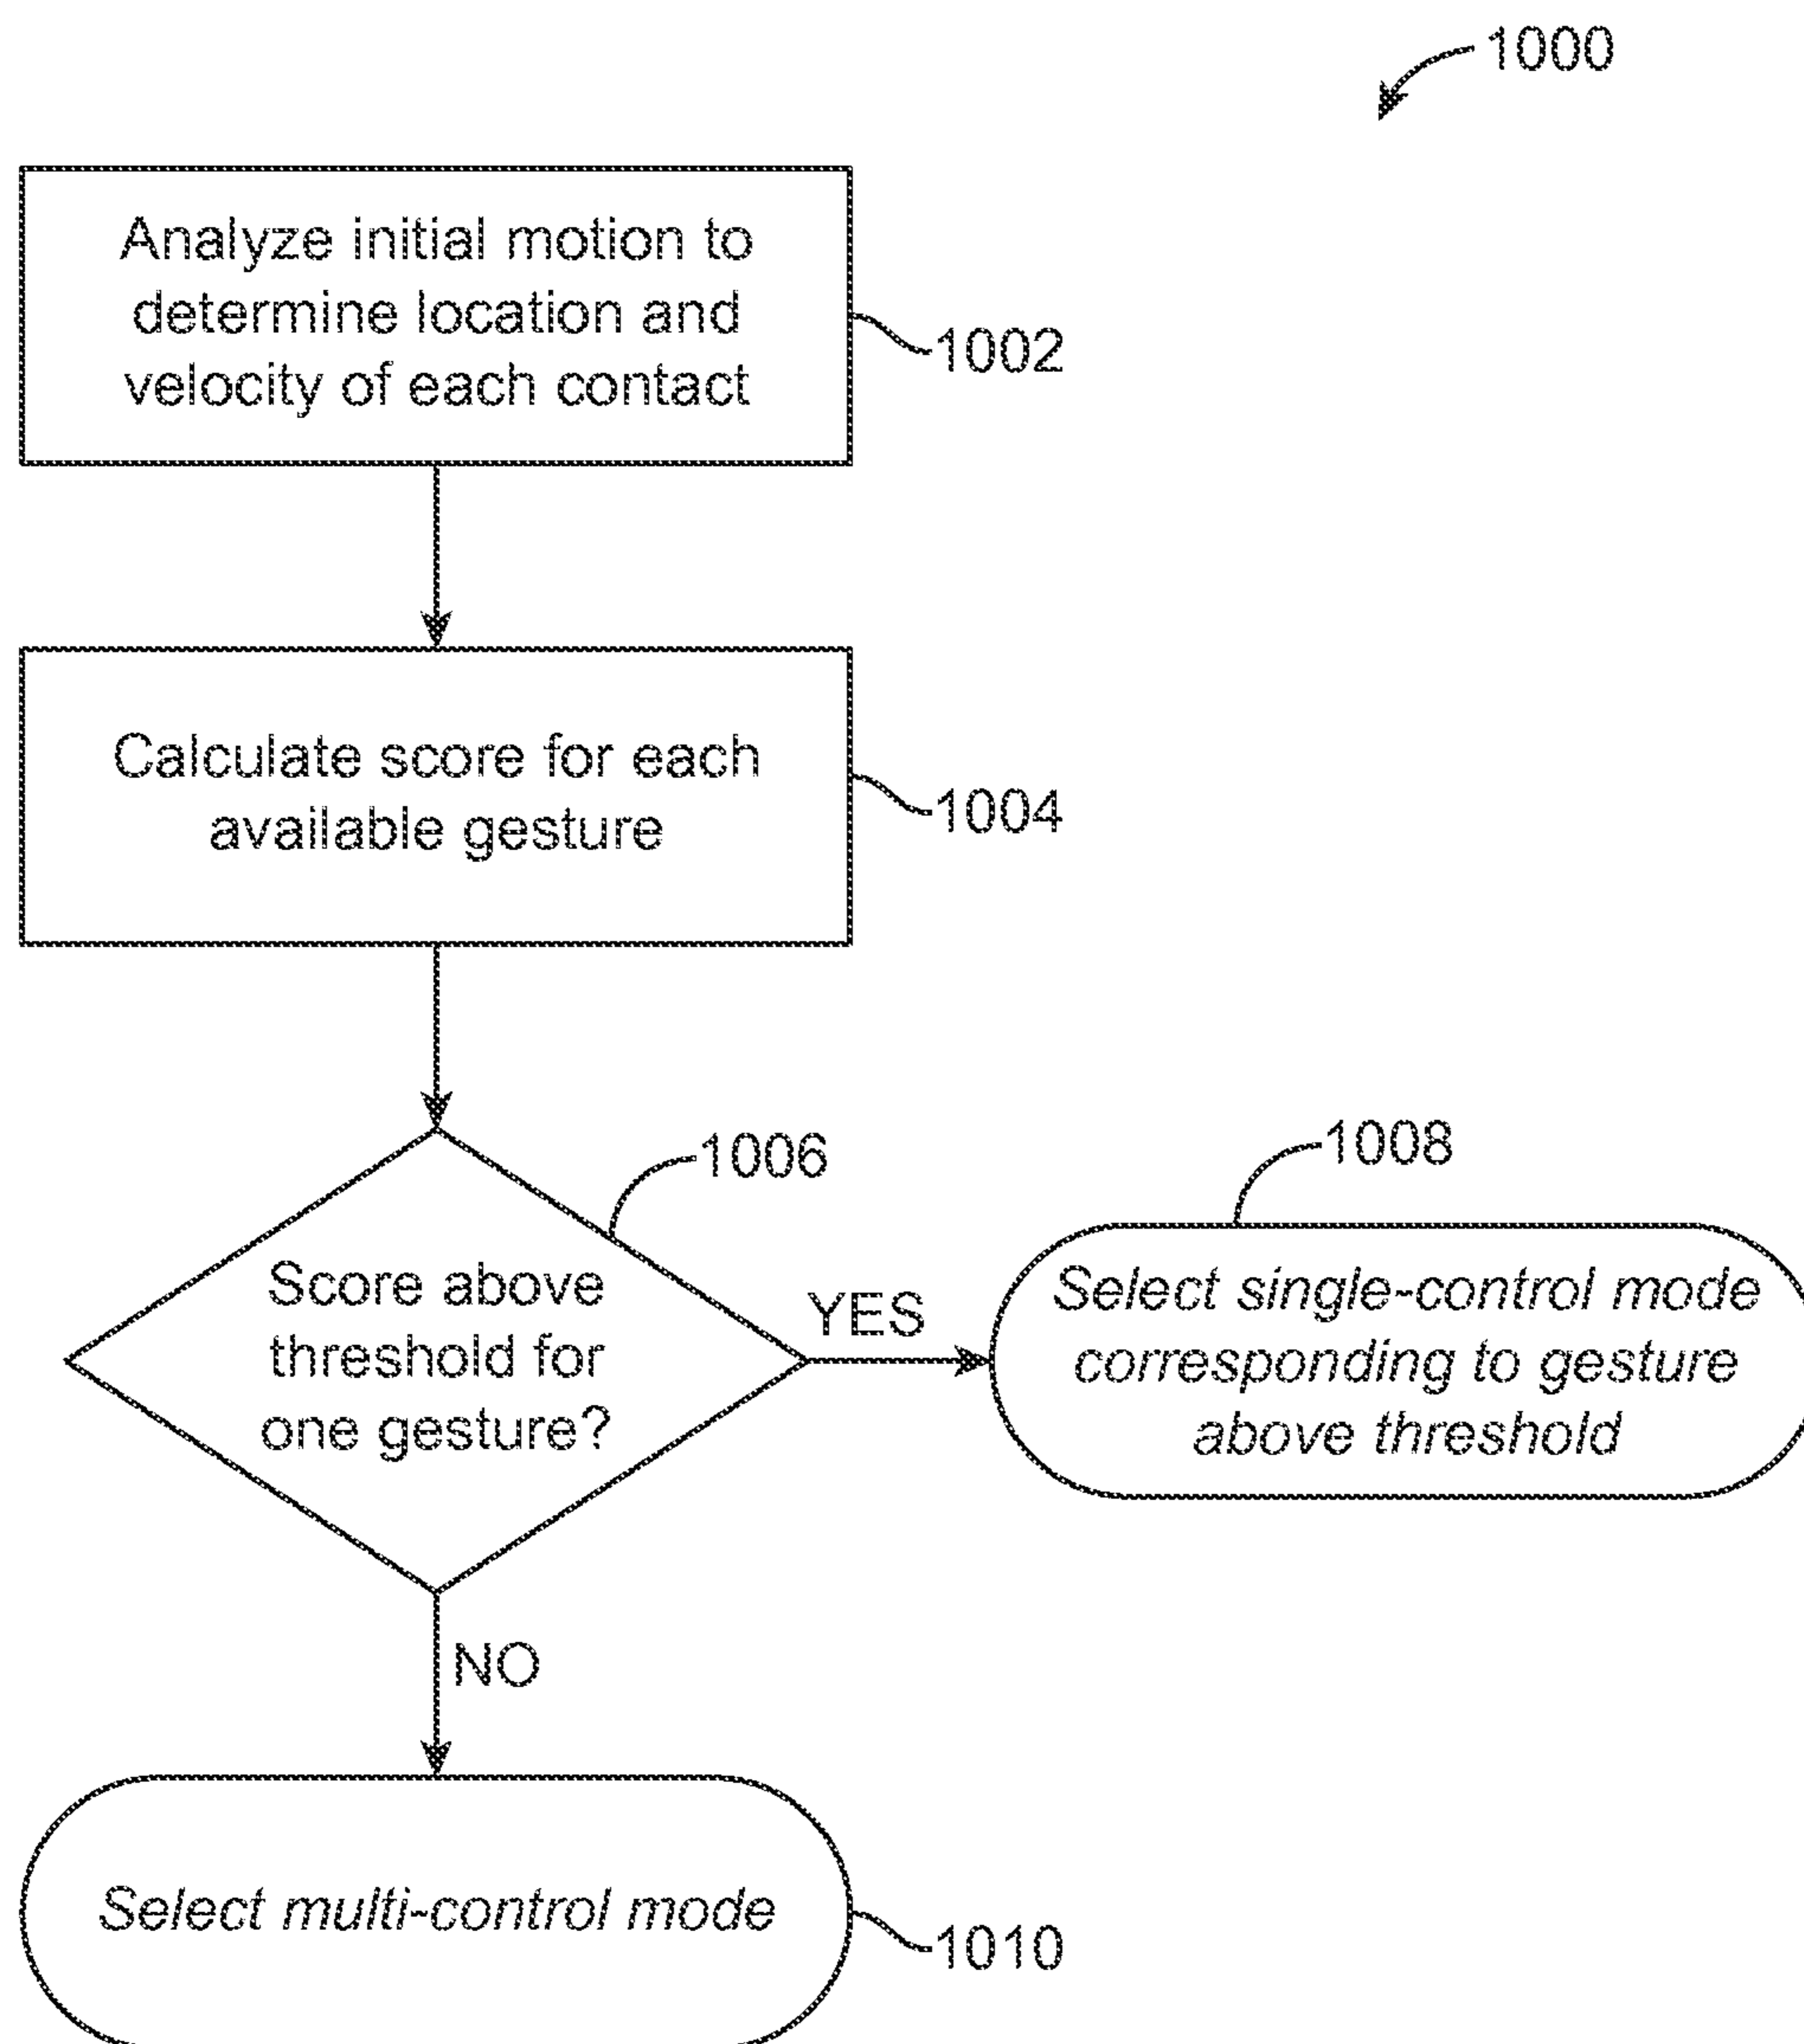 1000
Analyze initial motion to
determine location and
velocity of each contact
1002
Calculate score for each
available gesture
1004
1006
Score above
threshold for
one gesture?
YES
1008
Select single-control mode
corresponding to gesture
above threshold
NO
Select multi-control mode
1010